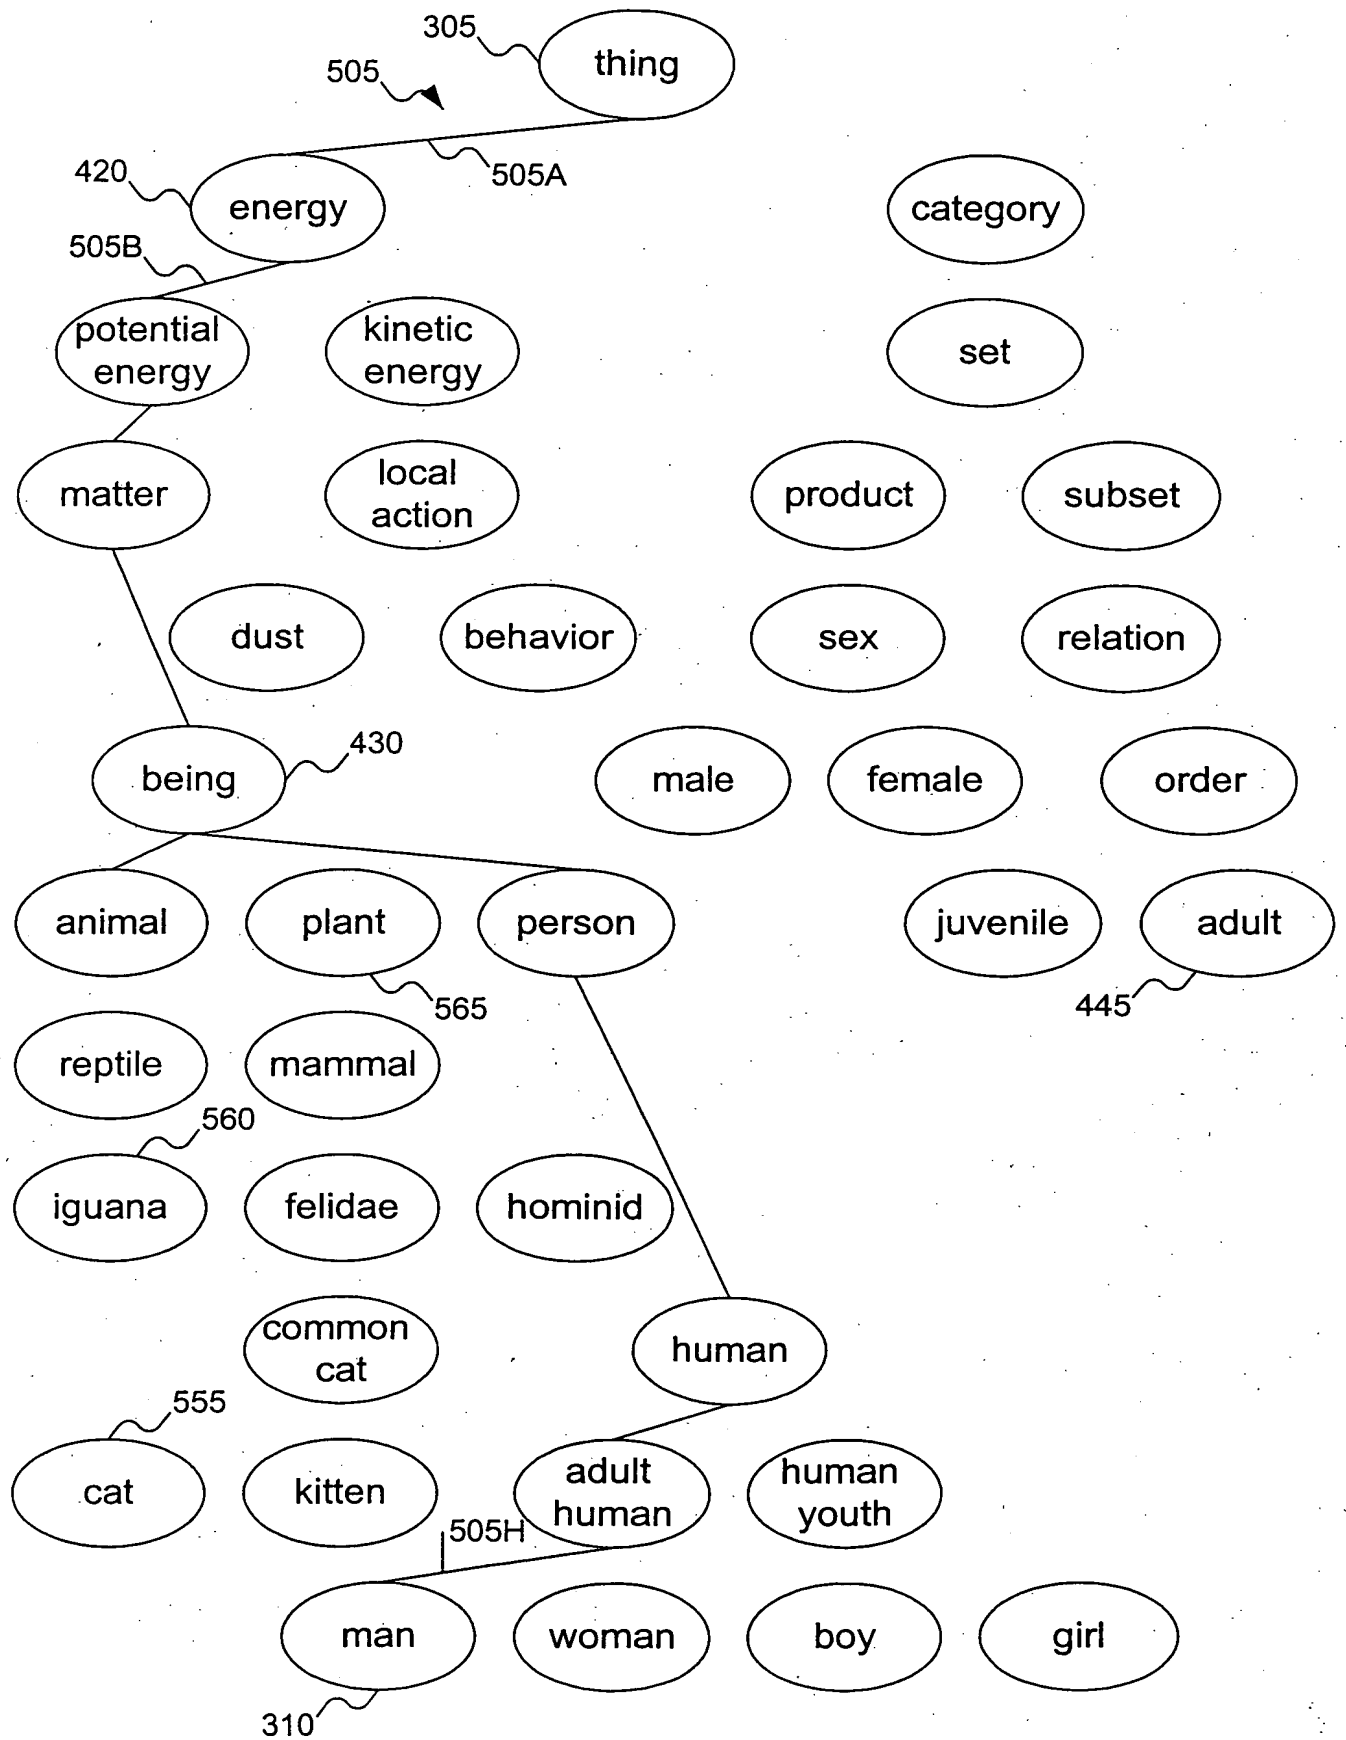 305
thing
505
505A
420
energy
category
505B
potential
energy
kinetic
energy
set
matter
local
action
product
subset
dust
behavior
sex
relation
being
430
male
female
order
animal
plant
person
juvenile
adult
565
445
reptile
mammal
560
iguana
felidae
hominid
common
cat
human
555
cat
kitten
adult
human
human
youth
505H
man
woman
boy
girl
310